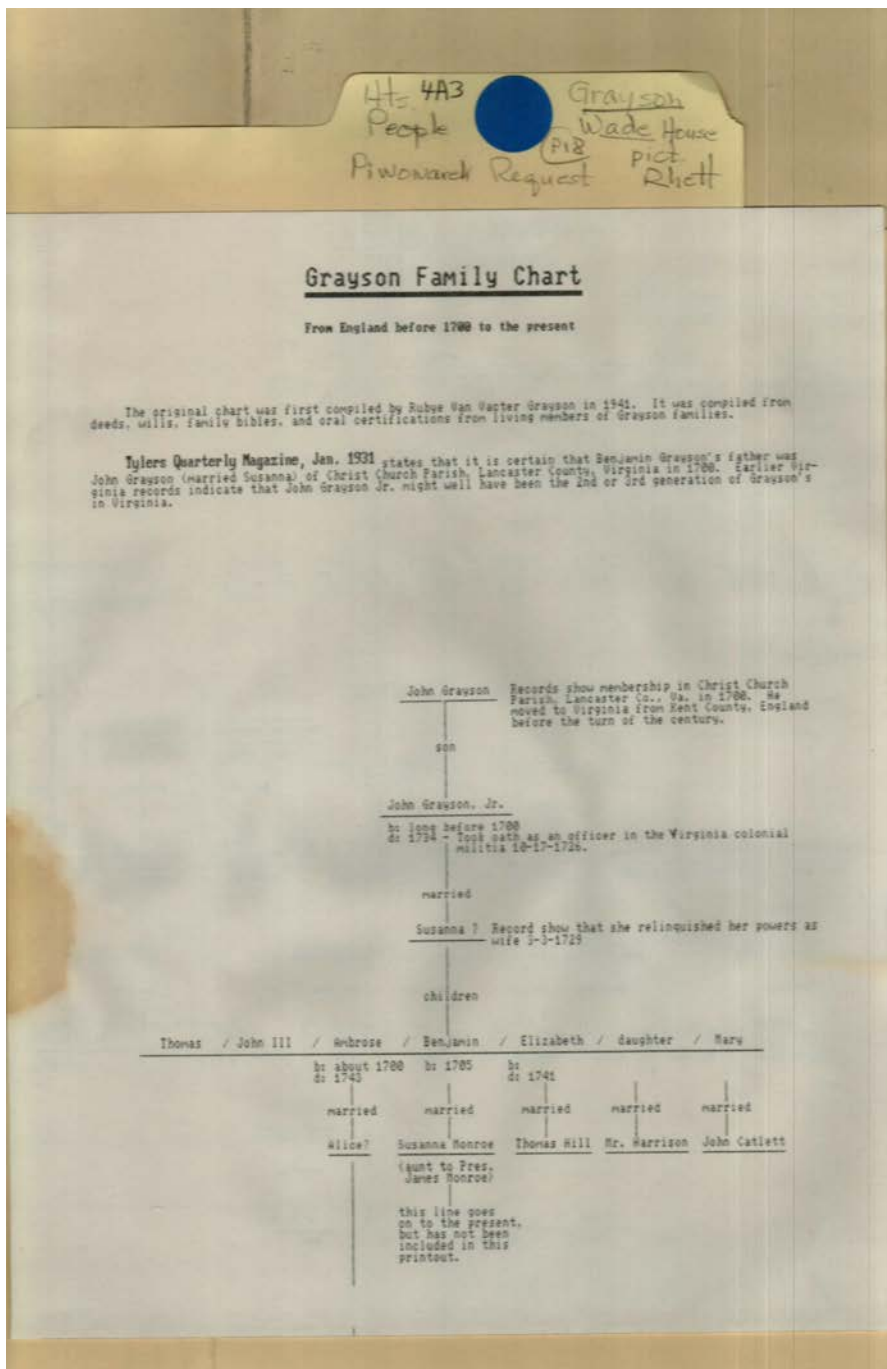 Hts 4A3 Grayson
People Wade House
P18 pict
Piwonarek Request Rhett
Grayson Family Chart
From England before 1700 to the present
The original chart was first compiled by Rubye Van Vacter Grayson in 1941. It was compiled from
deeds, wills, family bibles, and oral certifications from living members of Grayson families.
Tylers Quarterly Magazine, Jan. 1931 states that it is certain that Benjamin Grayson's father was
John Grayson (married Susanna) of Christ Church Parish, Lancaster County, Virginia in 1700. Earlier Vir-
ginia records indicate that John Grayson Jr. might well have been the 2nd or 3rd generation of Grayson's
in Virginia.
John Grayson Records show membership in Christ Church
Parish, Lancaster Co., Va. in 1700. He
moved to Virginia from Kent County, England
before the turn of the century.
son
John Grayson, Jr.
b: long before 1700
d: 1734 - Took oath as an officer in the Virginia colonial
militia 10-17-1726.
married
Susanna ? Record show that she relinquished her powers as
wife 3-3-1729
children
Thomas / John III / Ambrose / Benjamin / Elizabeth / daughter / Mary
b: about 1700 b: 1705 b:
d: 1743 d: 1741
married married married married married
Alice? Susanna Monroe Thomas Hill Mr. Harrison John Catlett
(aunt to Pres.
James Monroe)
this line goes
on to the present,
but has not been
included in this
printout.